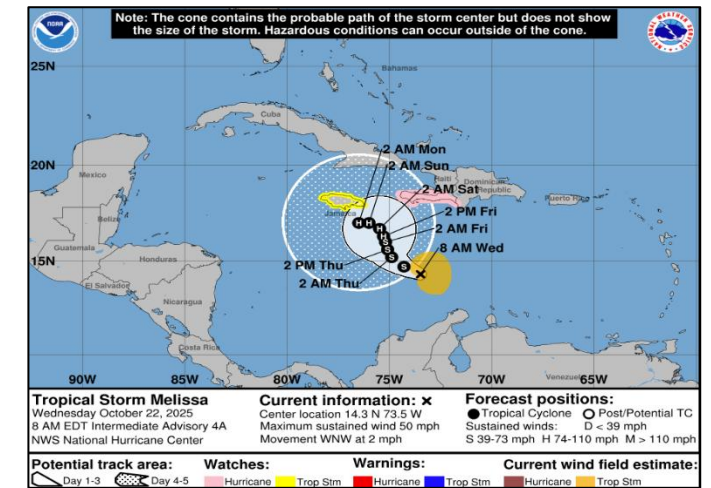 Note: The cone contains the probable path of the storm center but does not show
the size of the storm. Hazardous conditions can occur outside of the cone.
NOAA
NATIONAL WEATHER SERVICE
25N
Bahamas
Cuba
2 AM Mon
20N
2 AM Sun
Mexico
Haiti
Dominican
Republic
2 AM Sat
Puerto Rico
Jamaica
Belize
H H H
2 PM Fri
H
S
2 AM Fri
Guatemala
Honduras
S
8 AM Wed
15N
2 PM Thu
S
S
El Salvador
2 AM Thu
Nicaragua
Costa Rica
Venezuela
90W 85W 80W 75W 70W 65W
Tropical Storm Melissa
Wednesday October 22, 2025
8 AM EDT Intermediate Advisory 4A
NWS National Hurricane Center
Current information: ×
Center location 14.3 N 73.5 W
Maximum sustained wind 50 mph
Movement WNW at 2 mph
Forecast positions:
Tropical Cyclone Post/Potential TC
Sustained winds: D < 39 mph
S 39-73 mph H 74-110 mph M > 110 mph
Potential track area:
Day 1-3 Day 4-5
Watches:
Hurricane Trop Stm
Warnings:
Hurricane Trop Stm
Current wind field estimate:
Hurricane Trop Stm